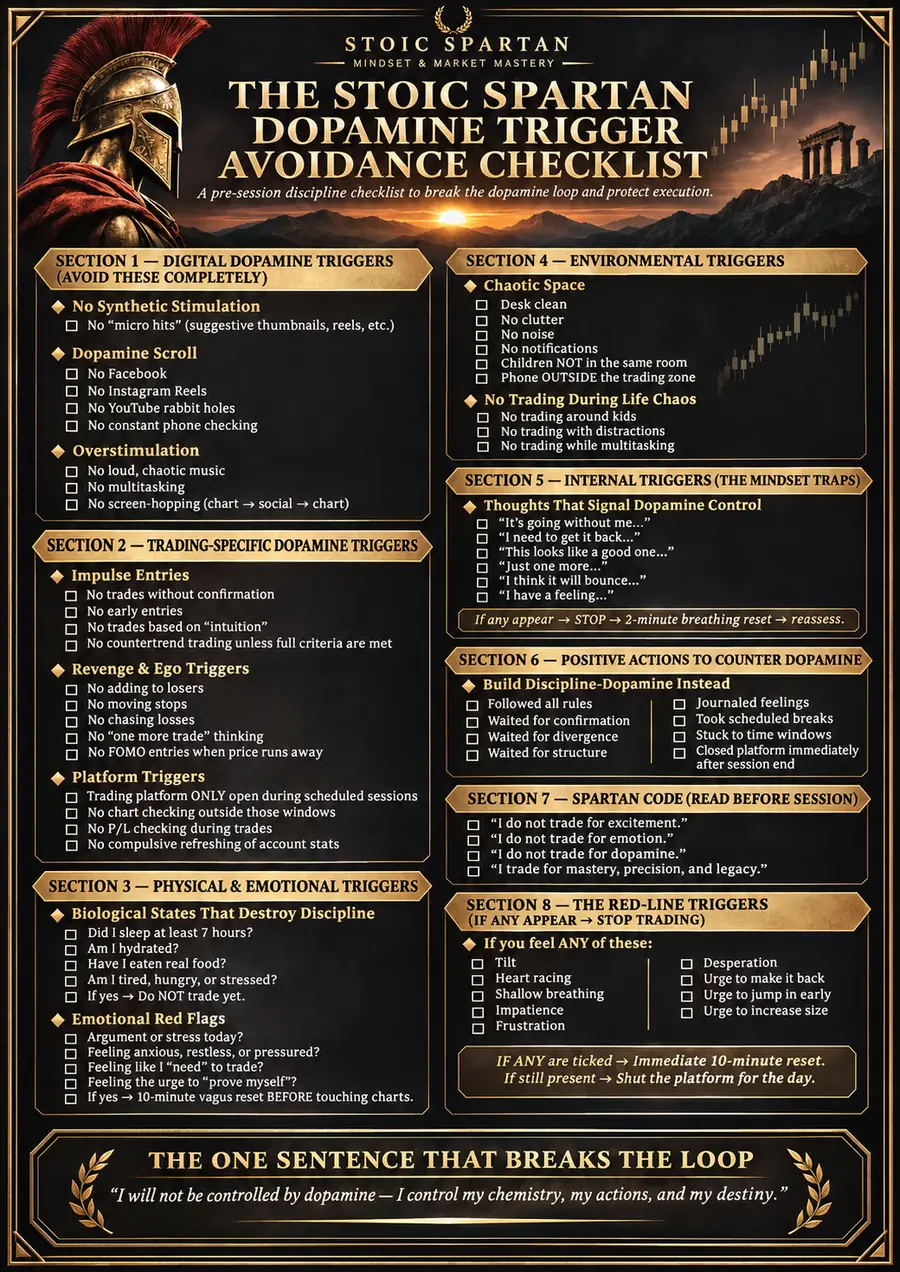 STOIC SPARTAN
MINDSET & MARKET MASTERY
THE STOIC SPARTAN
DOPAMINE TRIGGER
AVOIDANCE CHECKLIST
A pre-session discipline checklist to break the dopamine loop and protect execution.
SECTION 1 — DIGITAL DOPAMINE TRIGGERS
(AVOID THESE COMPLETELY)
No Synthetic Stimulation
No “micro hits” (suggestive thumbnails, reels, etc.)
Dopamine Scroll
No Facebook
No Instagram Reels
No YouTube rabbit holes
No constant phone checking
Overstimulation
No loud, chaotic music
No multitasking
No screen-hopping (chart → social → chart)
SECTION 2 — TRADING-SPECIFIC DOPAMINE TRIGGERS
Impulse Entries
No trades without confirmation
No early entries
No trades based on “intuition”
No countertrend trading unless full criteria are met
Revenge & Ego Triggers
No adding to losers
No moving stops
No chasing losses
No “one more trade” thinking
No FOMO entries when price runs away
Platform Triggers
Trading platform ONLY open during scheduled sessions
No chart checking outside those windows
No P/L checking during trades
No compulsive refreshing of account stats
SECTION 3 — PHYSICAL & EMOTIONAL TRIGGERS
Biological States That Destroy Discipline
Did I sleep at least 7 hours?
Am I hydrated?
Have I eaten real food?
Am I tired, hungry, or stressed?
If yes → Do NOT trade yet.
Emotional Red Flags
Argument or stress today?
Feeling anxious, restless, or pressured?
Feeling like I “need” to trade?
Feeling the urge to “prove myself”?
If yes → 10-minute vagus reset BEFORE touching charts.
SECTION 4 — ENVIRONMENTAL TRIGGERS
Chaotic Space
Desk clean
No clutter
No noise
No notifications
Children NOT in the same room
Phone OUTSIDE the trading zone
No Trading During Life Chaos
No trading around kids
No trading with distractions
No trading while multitasking
SECTION 5 — INTERNAL TRIGGERS (THE MINDSET TRAPS)
Thoughts That Signal Dopamine Control
“It’s going without me...”
“I need to get it back...”
“This looks like a good one...”
“Just one more...”
“I think it will bounce...”
“I have a feeling...”
If any appear → STOP → 2-minute breathing reset → reassess.
SECTION 6 — POSITIVE ACTIONS TO COUNTER DOPAMINE
Build Discipline-Dopamine Instead
Followed all rules
Waited for confirmation
Waited for divergence
Waited for structure
Journaled feelings
Took scheduled breaks
Stuck to time windows
Closed platform immediately
after session end
SECTION 7 — SPARTAN CODE (READ BEFORE SESSION)
“I do not trade for excitement.”
“I do not trade for emotion.”
“I do not trade for dopamine.”
“I trade for mastery, precision, and legacy.”
SECTION 8 — THE RED-LINE TRIGGERS
(IF ANY APPEAR → STOP TRADING)
If you feel ANY of these:
Tilt
Heart racing
Shallow breathing
Impatience
Frustration
Desperation
Urge to make it back
Urge to jump in early
Urge to increase size
IF ANY are ticked → Immediate 10-minute reset.
If still present → Shut the platform for the day.
THE ONE SENTENCE THAT BREAKS THE LOOP
“I will not be controlled by dopamine — I control my chemistry, my actions, and my destiny.”